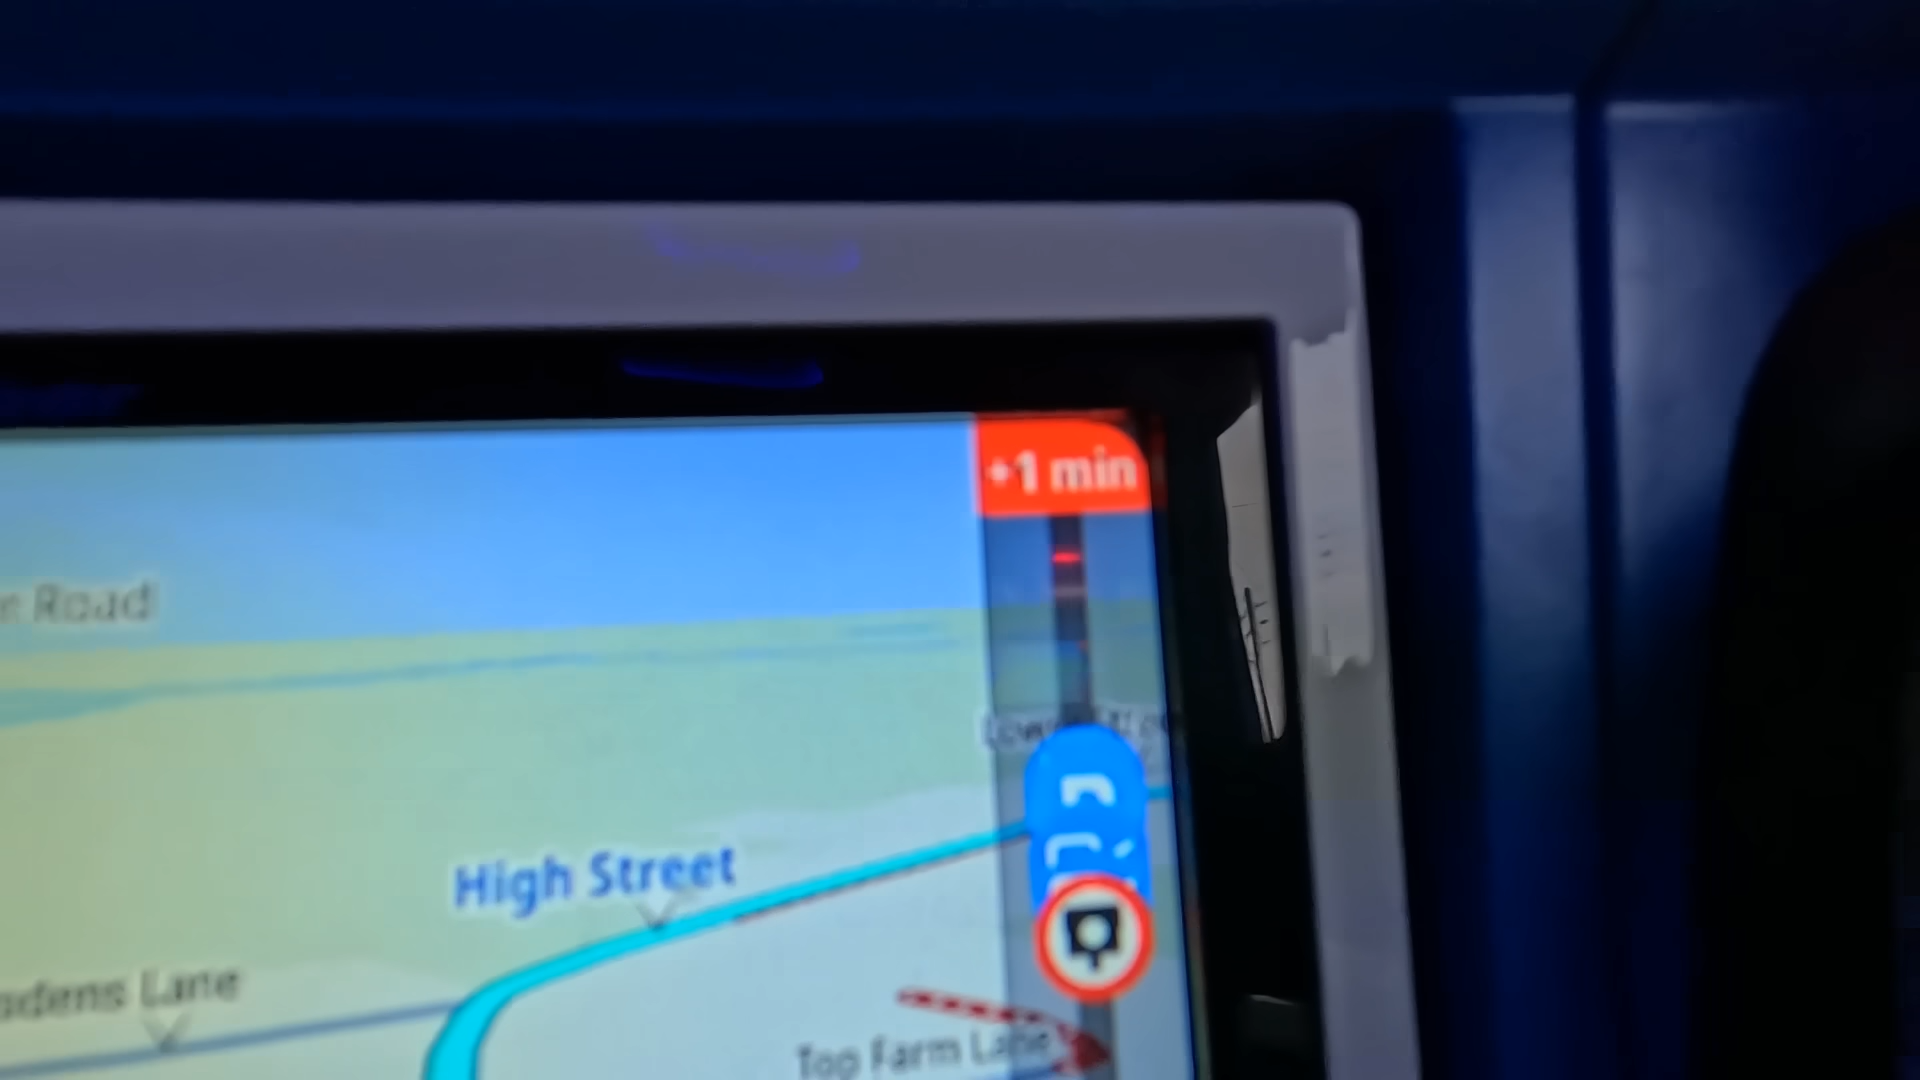 +1 min
Road
High Street
Lane
Top Farm Lane